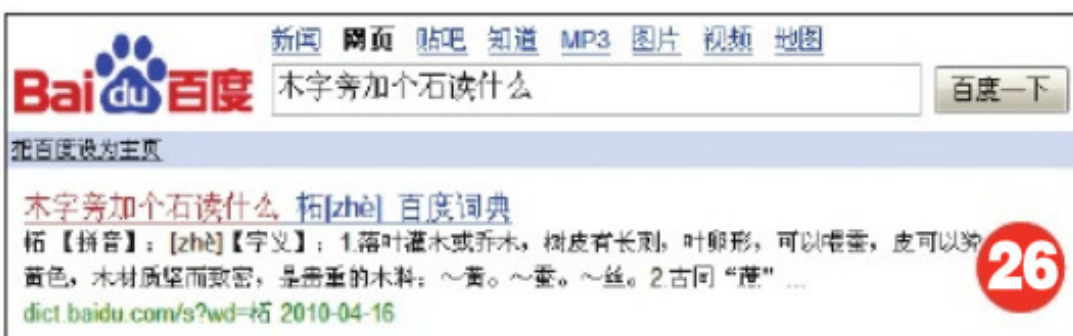 新闻 网页 贴吧 知道 MP3 图片 视频 地图
Bai du 百度 木字旁加个石读什么 百度一下
把百度设为主页
木字旁加个石读什么 柘[zhè] 百度词典
柘【拼音】：[zhè]【字义】：1.落叶灌木或乔木，树皮有长刺，叶卵形，可以喂蚕，皮可以染
黄色，木材质坚而致密，是贵重的木料：～黄。～蚕。～丝。2.古同“蔗” ...
dict.baidu.com/s?wd=柘 2010-04-16
26